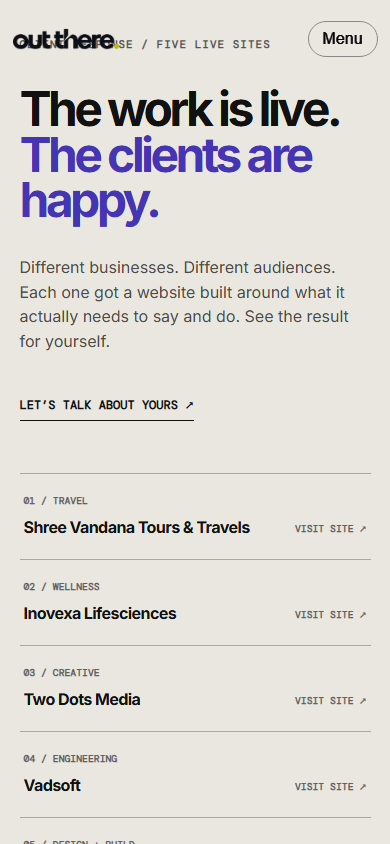 out there.
/ FIVE LIVE SITES
Menu
The work is live.
The clients are
happy.
Different businesses. Different audiences.
Each one got a website built around what it
actually needs to say and do. See the result
for yourself.
LET'S TALK ABOUT YOURS ↗
01 / TRAVEL
Shree Vandana Tours & Travels
VISIT SITE ↗
02 / WELLNESS
Inovexa Lifesciences
VISIT SITE ↗
03 / CREATIVE
Two Dots Media
VISIT SITE ↗
04 / ENGINEERING
Vadsoft
VISIT SITE ↗
05 / DESIGN + BUILD